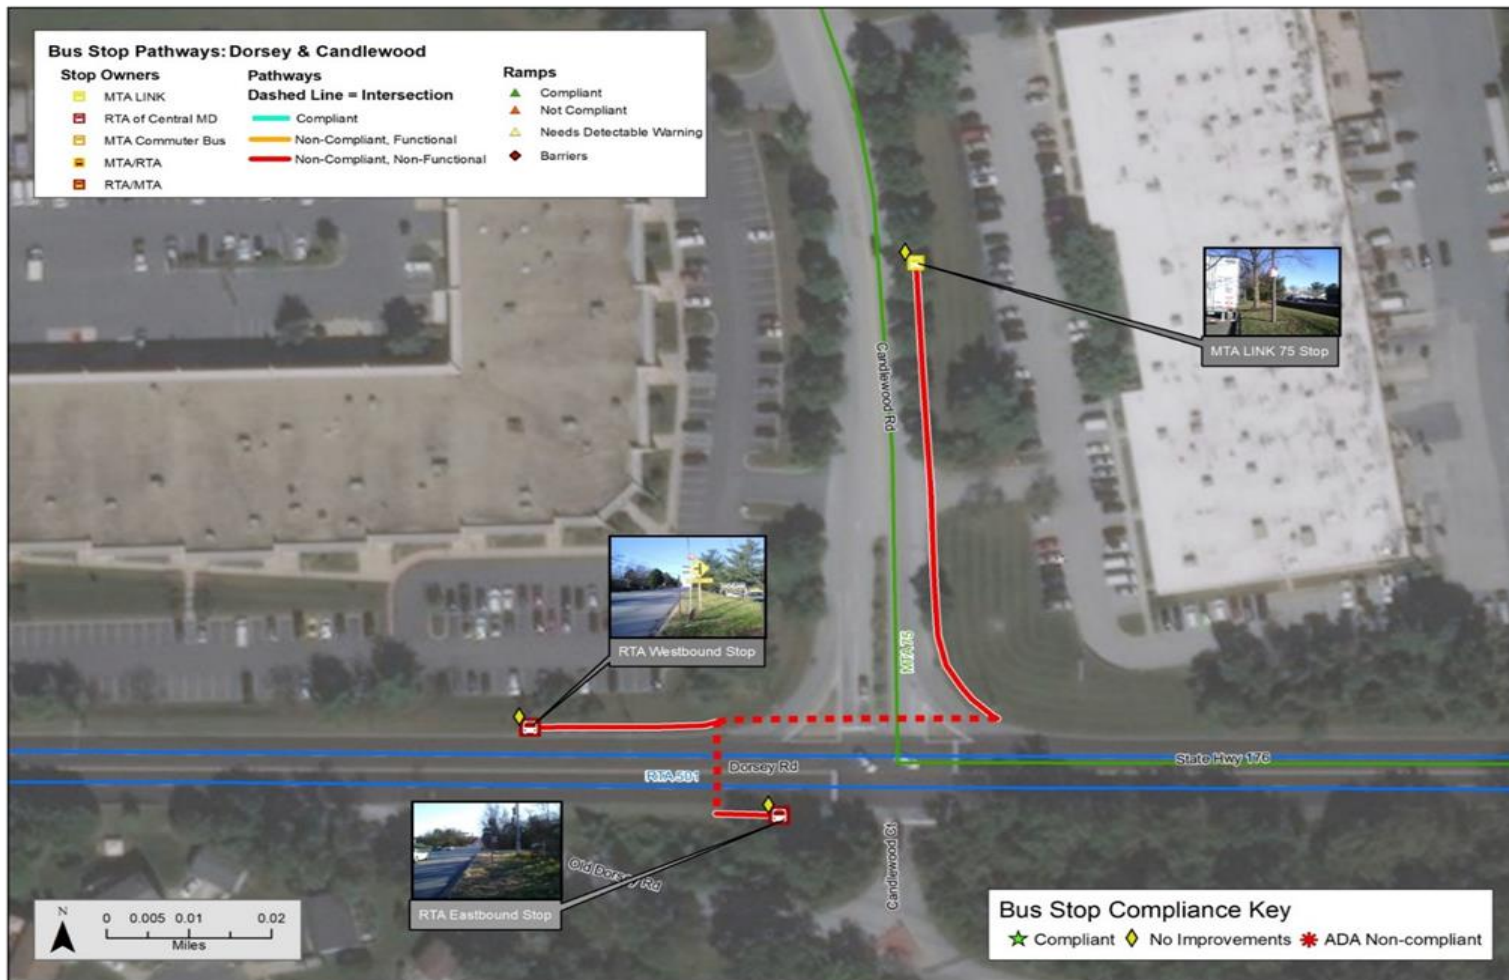 Bus Stop Pathways: Dorsey & Candlewood
Stop Owners
MTA LINK
RTA of Central MD
MTA Commuter Bus
MTA/RTA
RTA/MTA
Pathways
Dashed Line = Intersection
Compliant
Non-Compliant, Functional
Non-Compliant, Non-Functional
Ramps
Compliant
Not Compliant
Needs Detectable Warning
Barriers
MTA LINK 75 Stop
Candlewood Rd
MTA 75
RTA Westbound Stop
State Hwy 176
Dorsey Rd
RTA 501
Candlewood Ct
Old Dorsey Rd
RTA Eastbound Stop
N
0 0.005 0.01 0.02
Miles
Bus Stop Compliance Key
Compliant No Improvements ADA Non-compliant